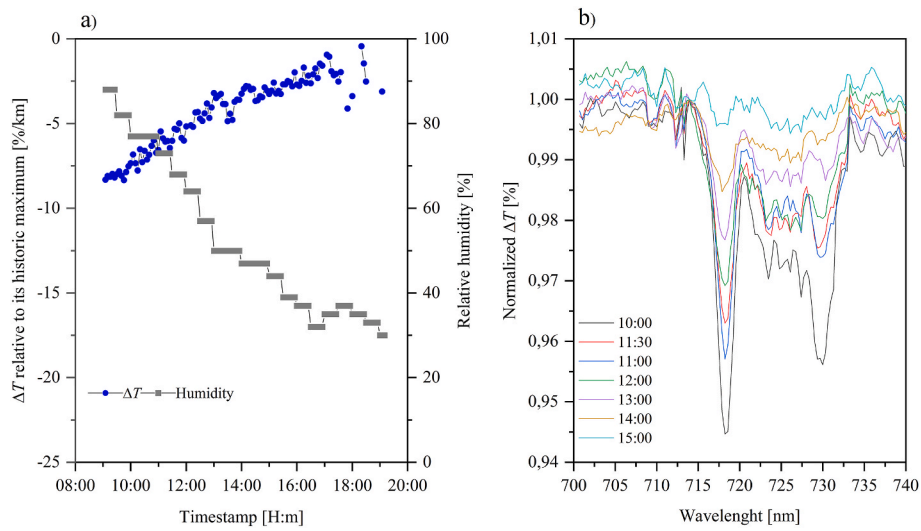 a)
ΔT relative to its historic maximum [%/km]
0
-5
-10
-15
-20
-25
100
80
60
40
20
0
Relative humidity [%]
ΔT
Humidity
08:00 10:00 12:00 14:00 16:00 18:00 20:00
Timestamp [H:m]
b)
Normalized ΔT [%]
1,01
1,00
0,99
0,98
0,97
0,96
0,95
0,94
10:00
11:30
11:00
12:00
13:00
14:00
15:00
700 710 720 730 740
Wavelenght [nm]